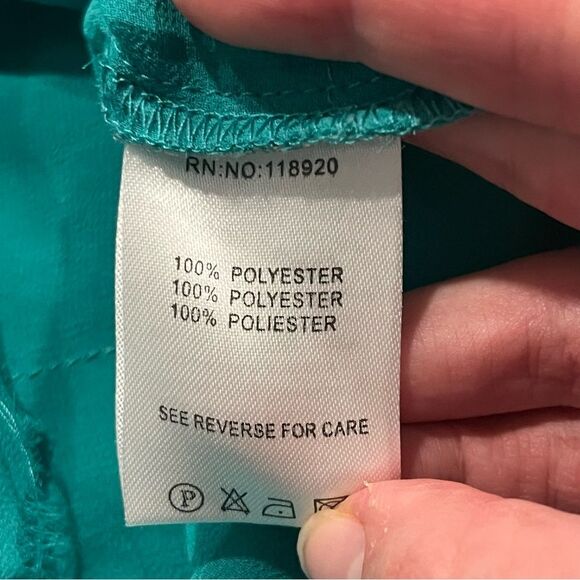 RN:NO:118920
100% POLYESTER
100% POLYESTER
100% POLIESTER
SEE REVERSE FOR CARE
P